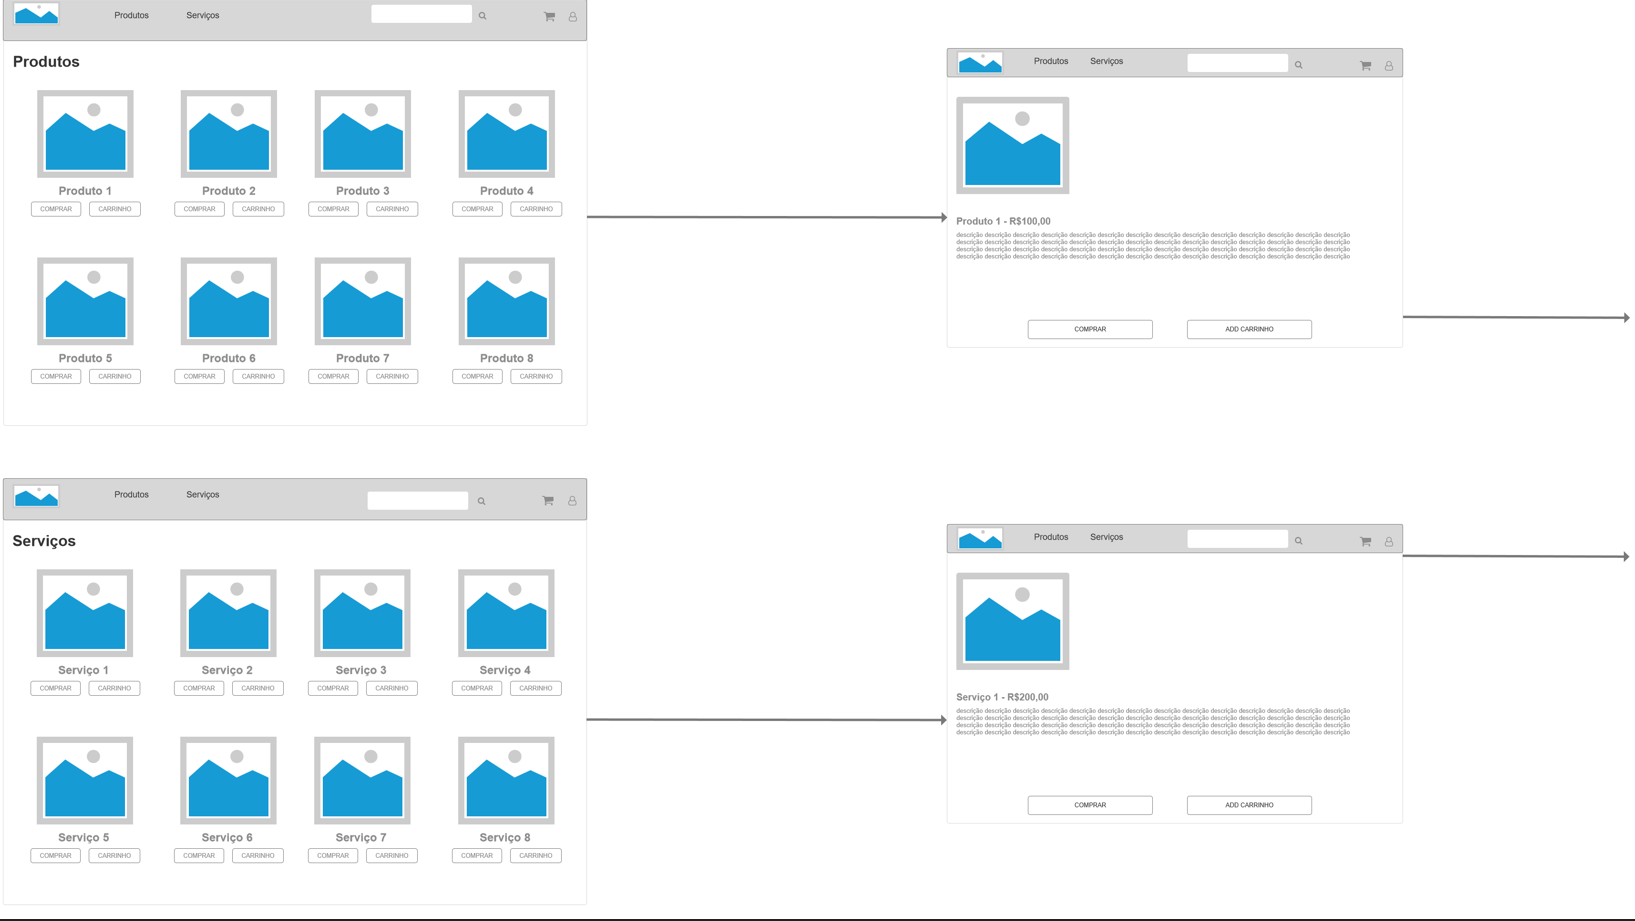 Produtos Serviços
Produtos
Produto 1 Produto 2 Produto 3 Produto 4
COMPRAR CARRINHO COMPRAR CARRINHO COMPRAR CARRINHO COMPRAR CARRINHO
Produto 5 Produto 6 Produto 7 Produto 8
COMPRAR CARRINHO COMPRAR CARRINHO COMPRAR CARRINHO COMPRAR CARRINHO
Produtos Serviços
Produto 1 - R$100,00
descrição descrição descrição descrição descrição descrição descrição descrição descrição descrição descrição descrição descrição descrição
descrição descrição descrição descrição descrição descrição descrição descrição descrição descrição descrição descrição descrição descrição
descrição descrição descrição descrição descrição descrição descrição descrição descrição descrição descrição descrição descrição descrição
descrição descrição descrição descrição descrição descrição descrição descrição descrição descrição descrição descrição descrição descrição
COMPRAR ADD CARRINHO
Produtos Serviços
Serviços
Serviço 1 Serviço 2 Serviço 3 Serviço 4
COMPRAR CARRINHO COMPRAR CARRINHO COMPRAR CARRINHO COMPRAR CARRINHO
Serviço 5 Serviço 6 Serviço 7 Serviço 8
COMPRAR CARRINHO COMPRAR CARRINHO COMPRAR CARRINHO COMPRAR CARRINHO
Produtos Serviços
Serviço 1 - R$200,00
descrição descrição descrição descrição descrição descrição descrição descrição descrição descrição descrição descrição descrição descrição
descrição descrição descrição descrição descrição descrição descrição descrição descrição descrição descrição descrição descrição descrição
descrição descrição descrição descrição descrição descrição descrição descrição descrição descrição descrição descrição descrição descrição
descrição descrição descrição descrição descrição descrição descrição descrição descrição descrição descrição descrição descrição descrição
COMPRAR ADD CARRINHO